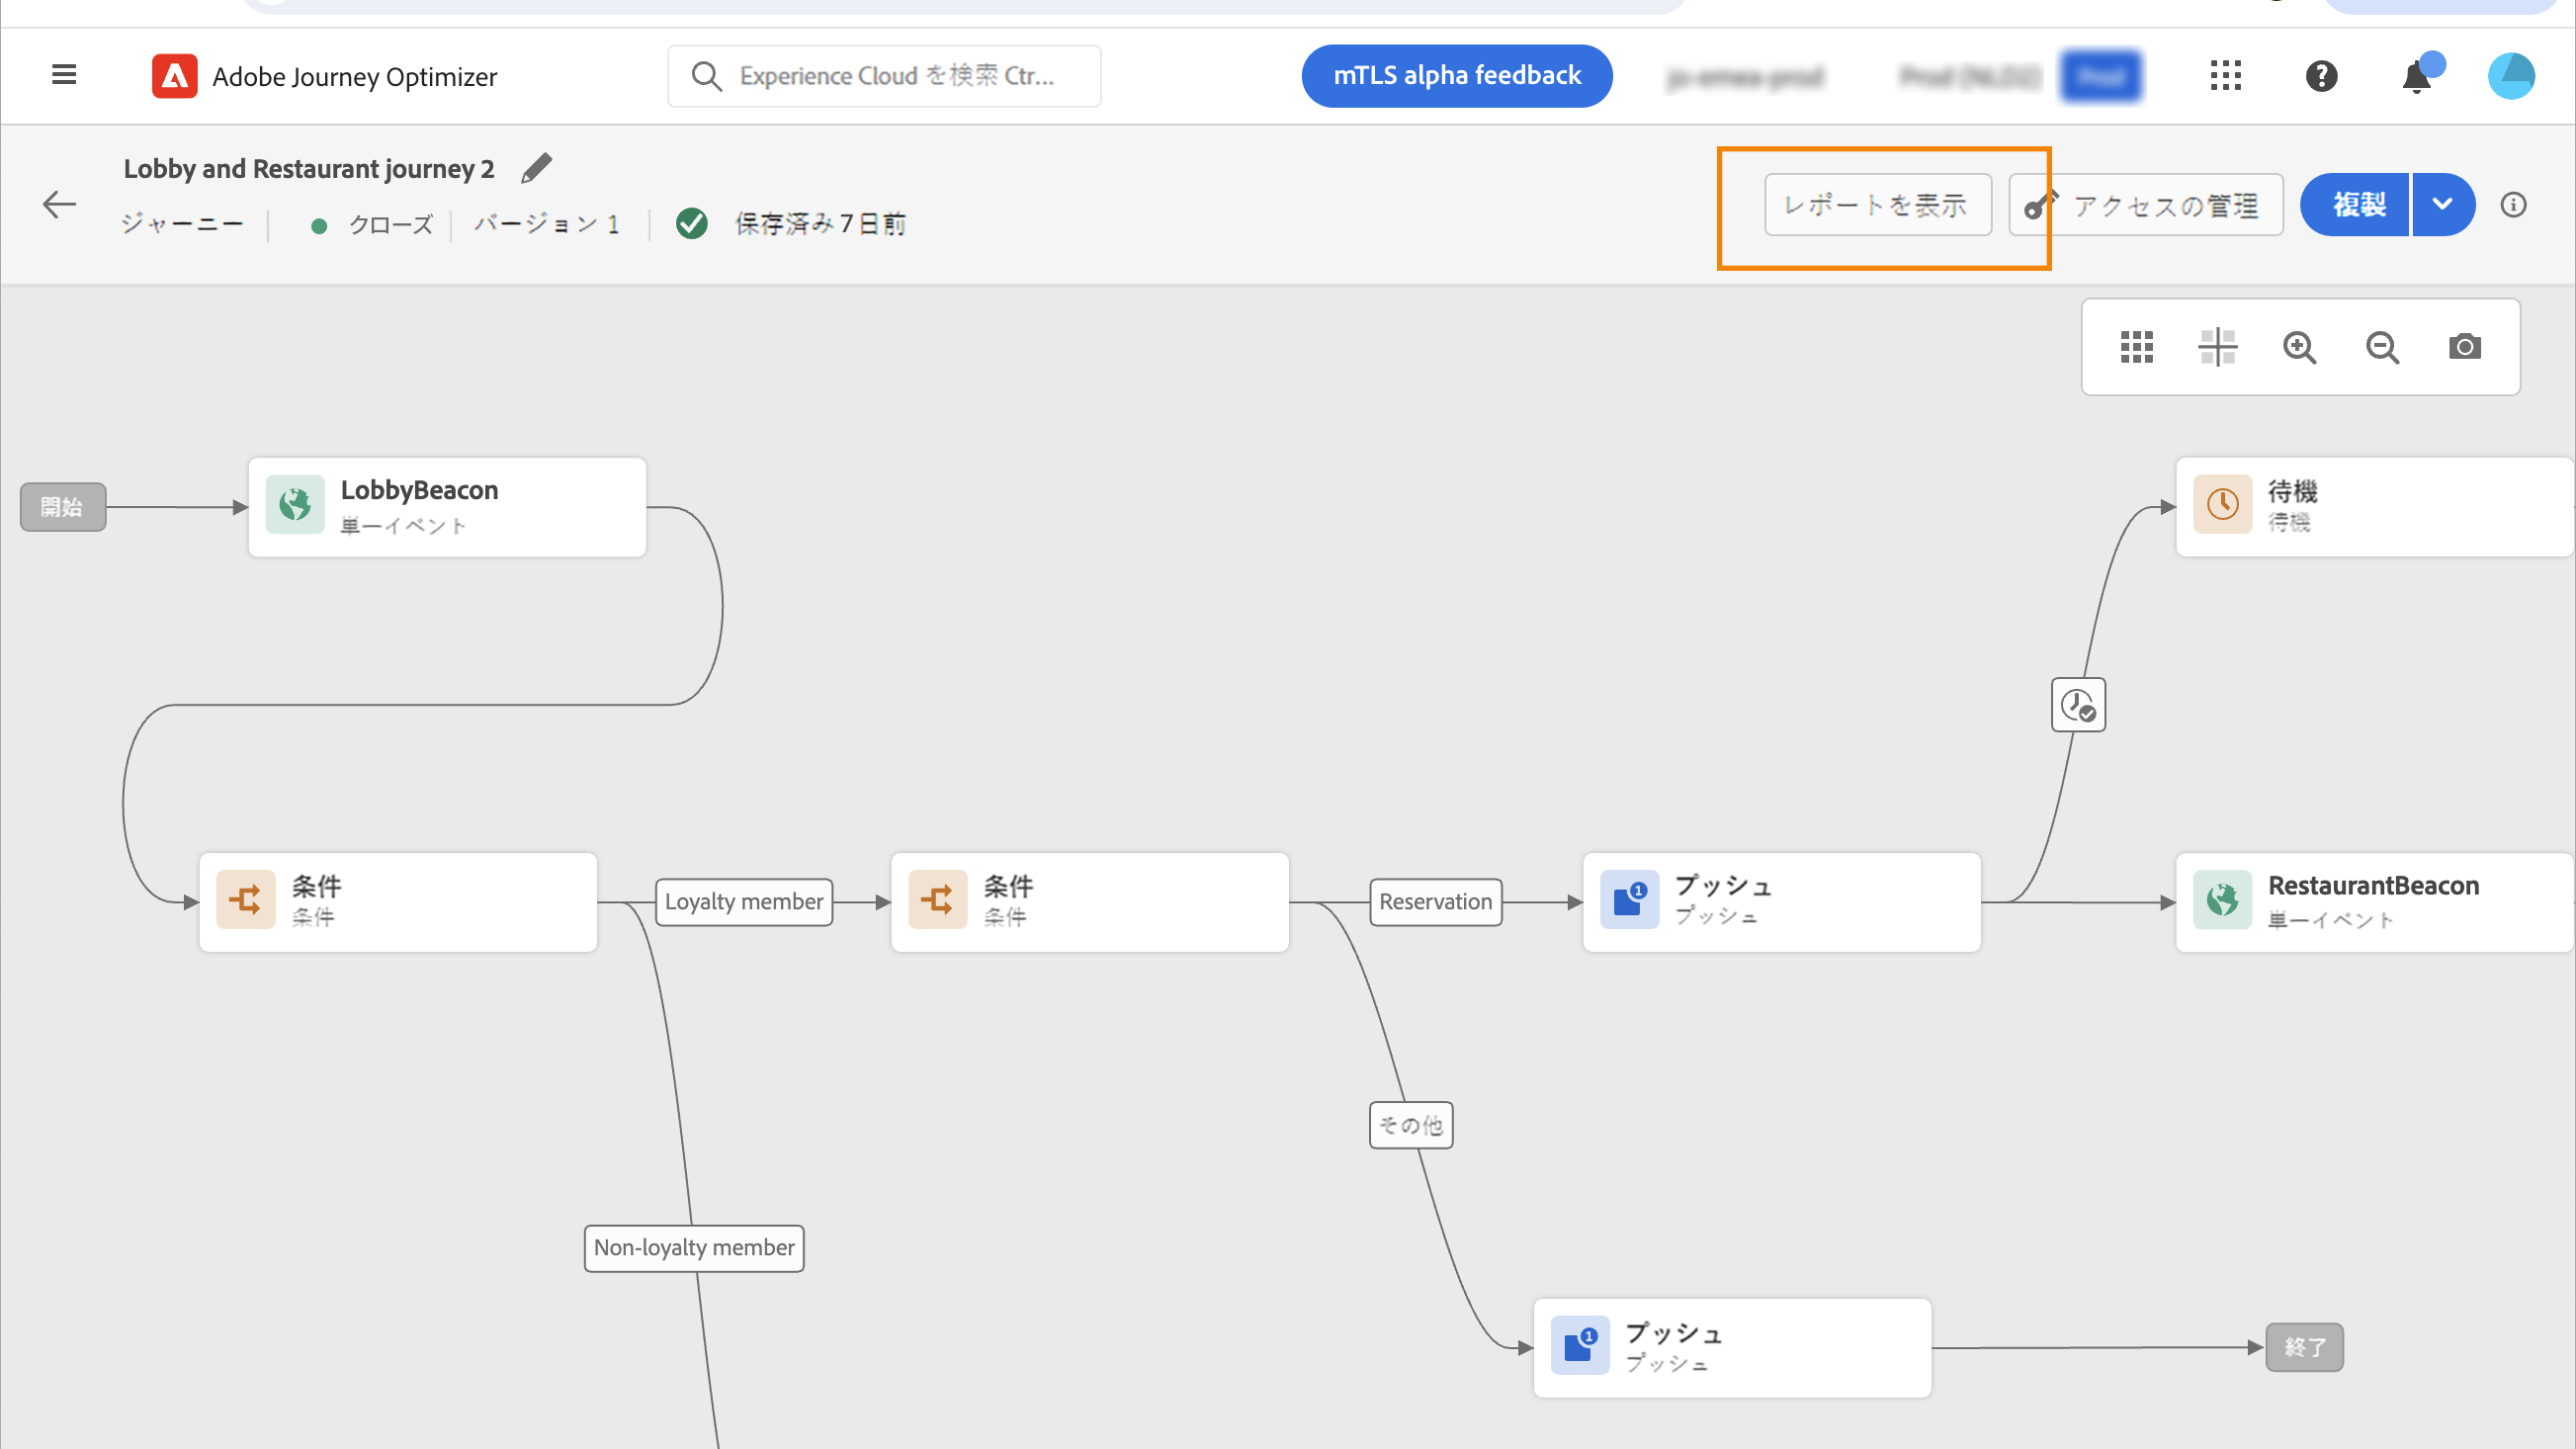 Adobe Journey Optimizer
Experience Cloud を検索 Ctr...
mTLS alpha feedback
Lobby and Restaurant journey 2
ジャーニー クローズ バージョン 1 保存済み 7 日前
レポートを表示
アクセスの管理
複製
開始
LobbyBeacon
単一イベント
待機
待機
条件
条件
Loyalty member
条件
条件
Reservation
プッシュ
プッシュ
1
RestaurantBeacon
単一イベント
その他
Non-loyalty member
プッシュ
プッシュ
1
終了